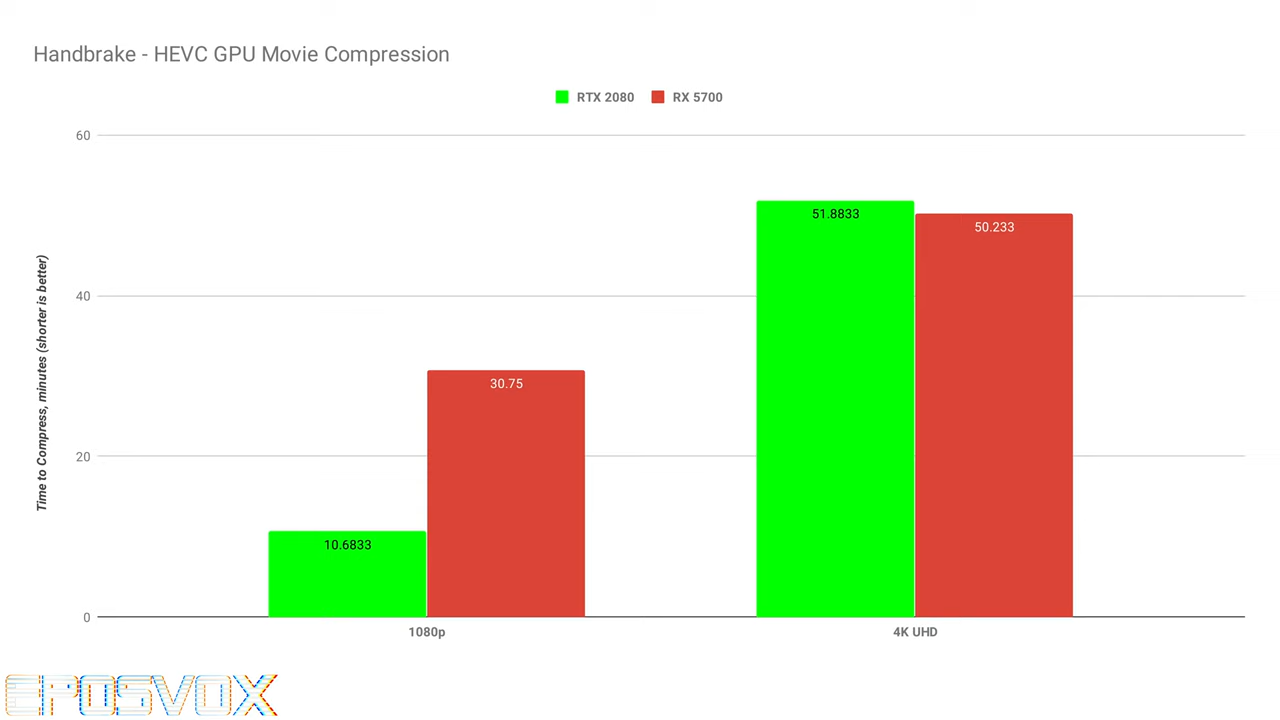 Handbrake - HEVC GPU Movie Compression
RTX 2080 RX 5700
60
40
20
0
Time to Compress, minutes (shorter is better)
10.6833
30.75
51.8833
50.233
1080p
4K UHD
EPOSVOX